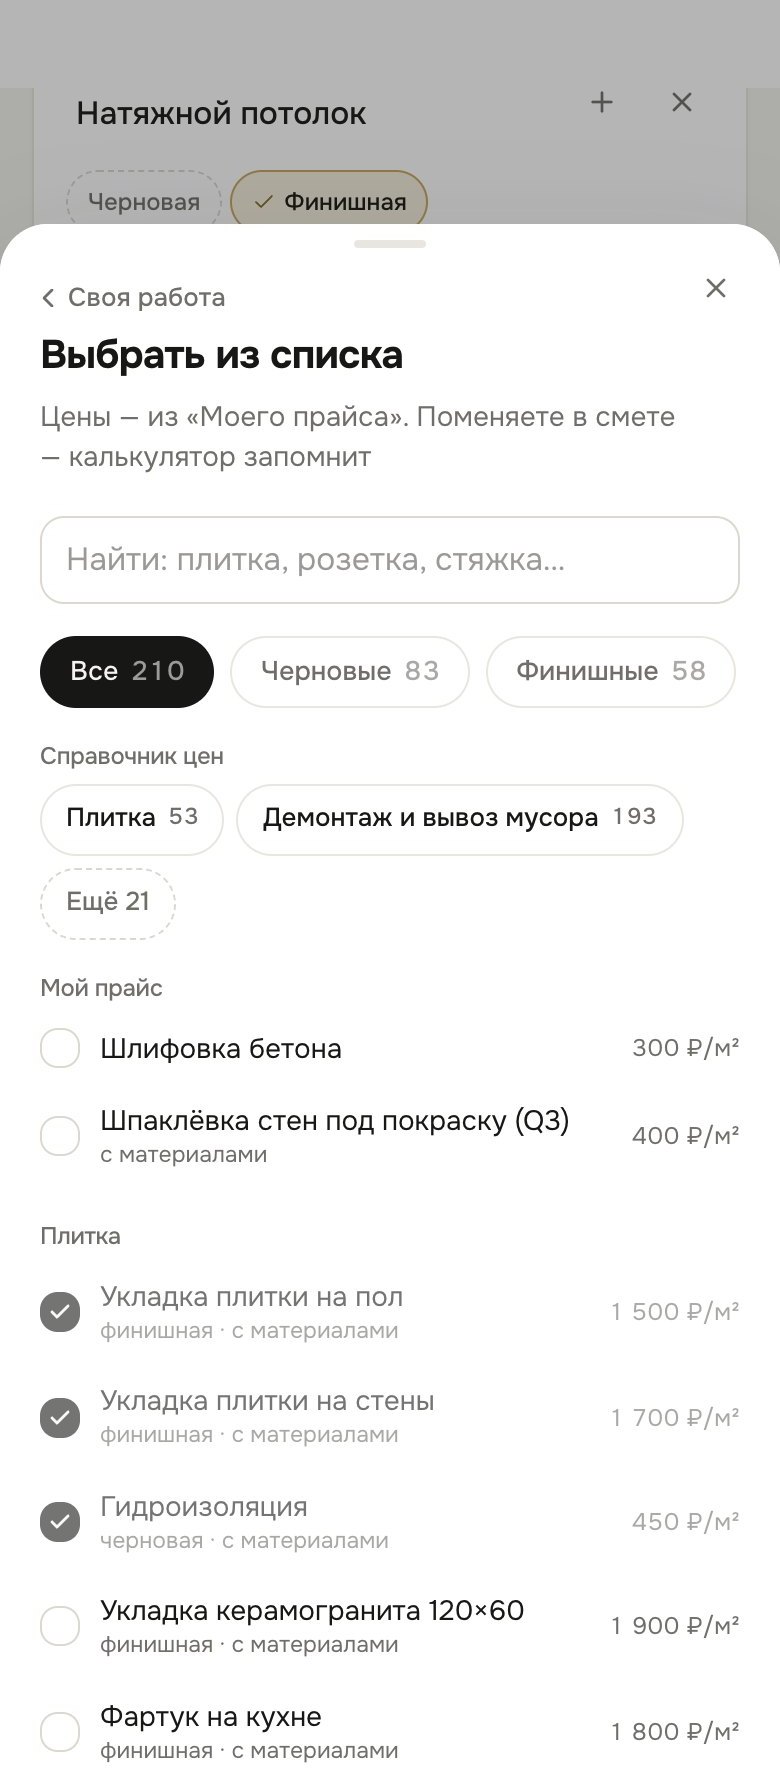 Натяжной потолок
Черновая
Финишная
Своя работа
Выбрать из списка
Цены — из «Моего прайса». Поменяете в смете
— калькулятор запомнит
Найти: плитка, розетка, стяжка...
Все 210
Черновые 83
Финишные 58
Справочник цен
Плитка 53
Демонтаж и вывоз мусора 193
Ещё 21
Мой прайс
Шлифовка бетона 300 ₽/м²
Шпаклёвка стен под покраску (Q3) 400 ₽/м²
с материалами
Плитка
Укладка плитки на пол 1 500 ₽/м²
финишная · с материалами
Укладка плитки на стены 1 700 ₽/м²
финишная · с материалами
Гидроизоляция 450 ₽/м²
черновая · с материалами
Укладка керамогранита 120×60 1 900 ₽/м²
финишная · с материалами
Фартук на кухне 1 800 ₽/м²
финишная · с материалами